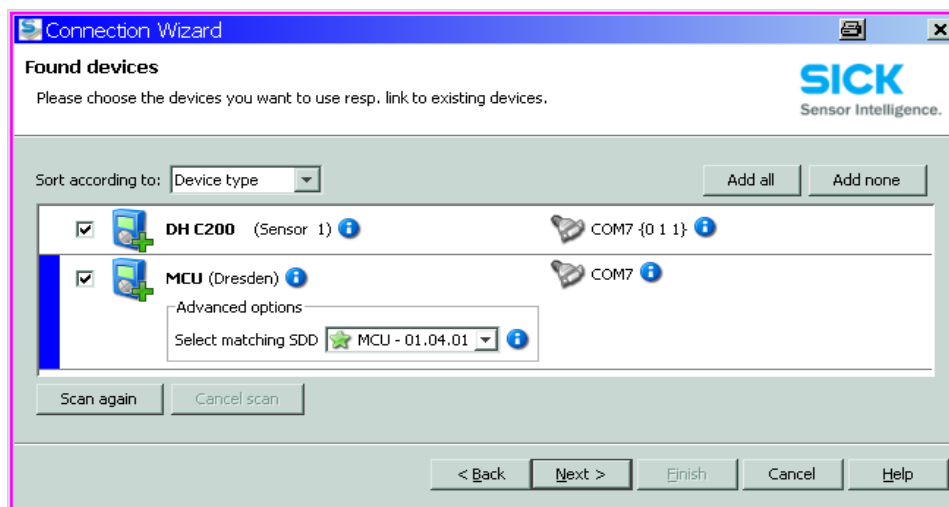 Connection Wizard
Found devices
Please choose the devices you want to use resp. link to existing devices.
SICK
Sensor Intelligence.
Sort according to: Device type
Add all Add none
DH C200 (Sensor 1) COM7 {0 1 1}
MCU (Dresden) COM7
Advanced options
Select matching SDD MCU - 01.04.01
Scan again Cancel scan
< Back Next > Finish Cancel Help